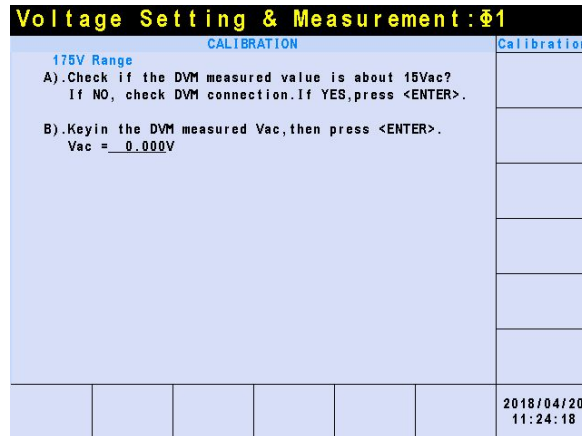 Voltage Setting & Measurement:Φ1
CALIBRATION
Calibration
175V Range
A).Check if the DVM measured value is about 15Vac?
If NO, check DVM connection.If YES,press <ENTER>.
B).Keyin the DVM measured Vac,then press <ENTER>.
Vac = 0.000V
2018/04/20
11:24:18